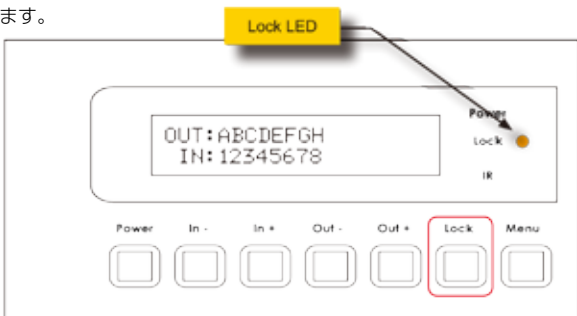 ます。
Lock LED
Power
Lock
IR
OUT:ABCDEFGH
IN:12345678
Power In - In + Out - Out + Lock Menu